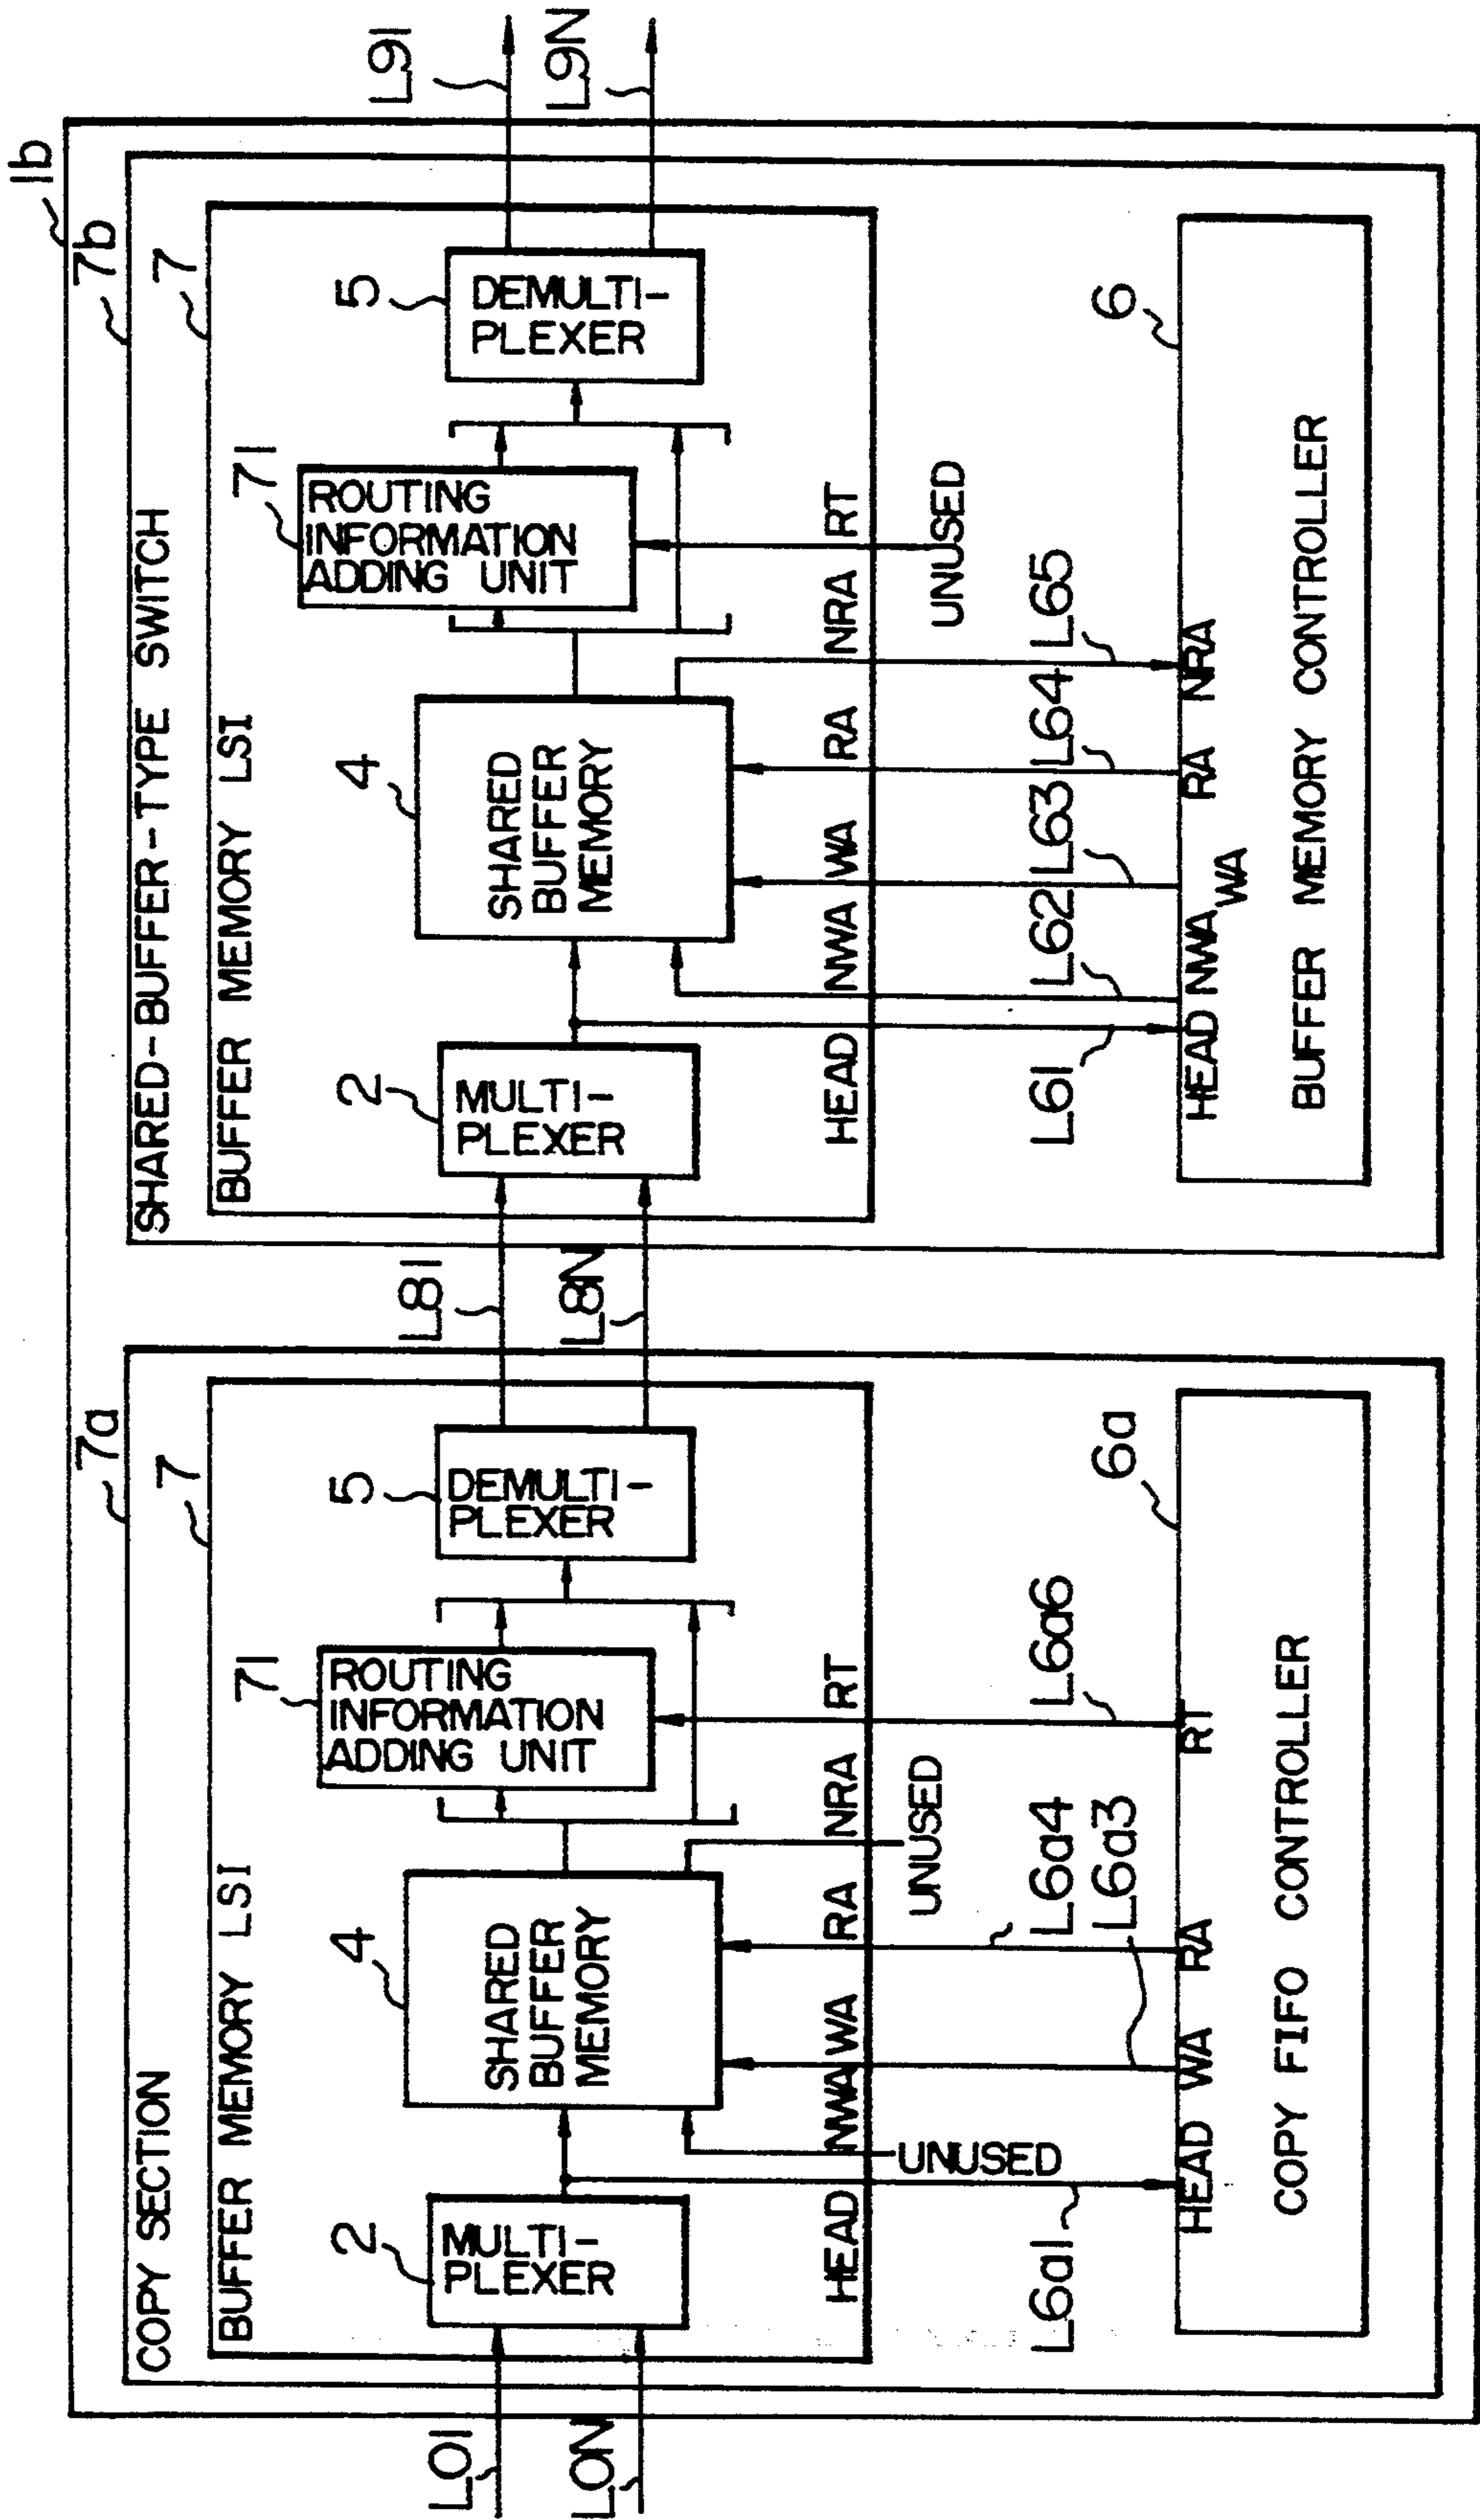 1b
7a
COPY SECTION
7
BUFFER MEMORY LSI
L01
L0N
2
MULTI-
PLEXER
4
SHARED
BUFFER
MEMORY
71
ROUTING
INFORMATION
ADDING UNIT
5
DEMULTI-
PLEXER
HEAD
NWA
WA
RA
NRA
RT
UNUSED
UNUSED
L6a1
L6a4
L6a3
L6a6
6a
HEAD
WA
RA
RT
COPY FIFO CONTROLLER
L81
L8N
7b
SHARED-BUFFER-TYPE SWITCH
7
BUFFER MEMORY LSI
2
MULTI-
PLEXER
4
SHARED
BUFFER
MEMORY
71
ROUTING
INFORMATION
ADDING UNIT
5
DEMULTI-
PLEXER
L91
L9N
HEAD
NWA
WA
RA
NRA
RT
UNUSED
L61
L62
L63
L64
L65
6
HEAD
NWA
WA
RA
NRA
BUFFER MEMORY CONTROLLER